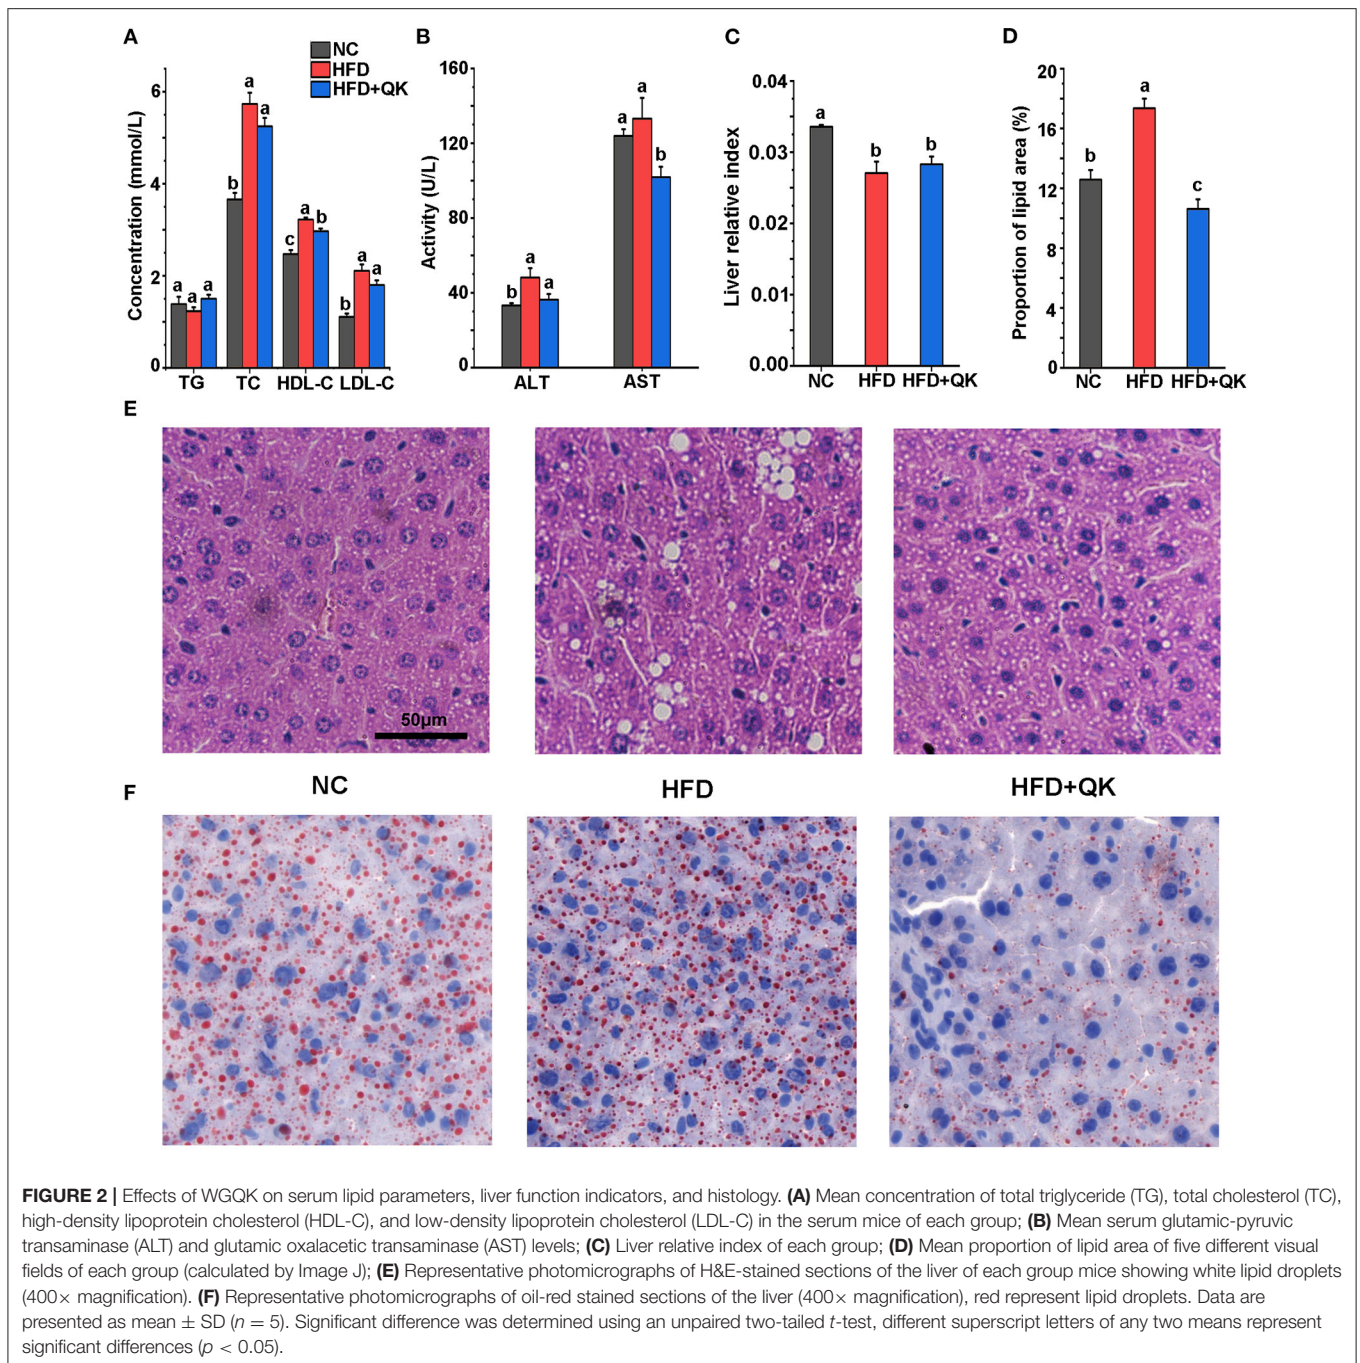 A
B
C
D
NC
HFD
HFD+QK
Concentration (mmol/L)
6
4
2
0
a
a
a
b
a
a
c
a
b
b
a
a
TG TC HDL-C LDL-C
Activity (U/L)
160
120
80
40
0
b
a
a
a
a
b
ALT AST
Liver relative index
0.04
0.03
0.02
0.01
0.00
a
b
b
NC HFD HFD+QK
Proportion of lipid area (%)
20
16
12
8
4
0
b
a
c
NC HFD HFD+QK
E
50μm
NC HFD HFD+QK
F
FIGURE 2 | Effects of WGQK on serum lipid parameters, liver function indicators, and histology. (A) Mean concentration of total triglyceride (TG), total cholesterol (TC),
high-density lipoprotein cholesterol (HDL-C), and low-density lipoprotein cholesterol (LDL-C) in the serum mice of each group; (B) Mean serum glutamic-pyruvic
transaminase (ALT) and glutamic oxalacetic transaminase (AST) levels; (C) Liver relative index of each group; (D) Mean proportion of lipid area of five different visual
fields of each group (calculated by Image J); (E) Representative photomicrographs of H&E-stained sections of the liver of each group mice showing white lipid droplets
(400× magnification). (F) Representative photomicrographs of oil-red stained sections of the liver (400× magnification), red represent lipid droplets. Data are
presented as mean ± SD (n = 5). Significant difference was determined using an unpaired two-tailed t-test, different superscript letters of any two means represent
significant differences (p < 0.05).